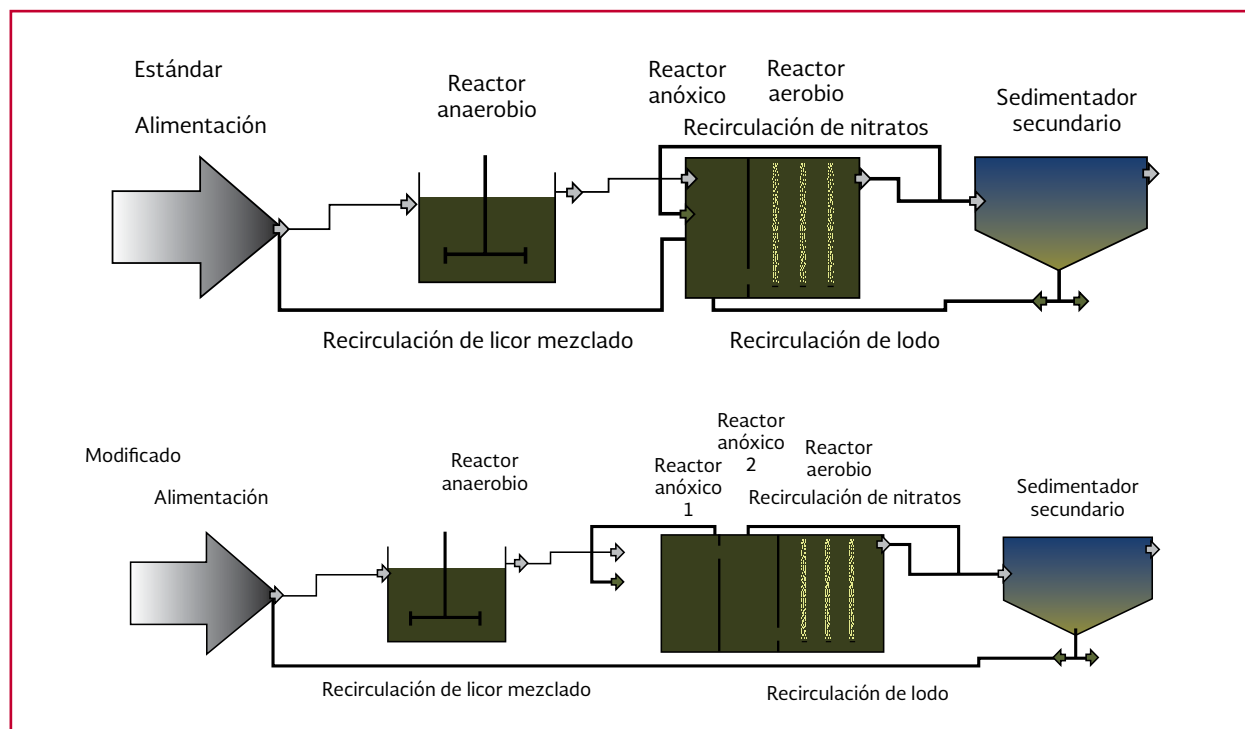 Estándar
Alimentación
Reactor
anaerobio
Reactor
anóxico
Reactor
aerobio
Recirculación de nitratos
Sedimentador
secundario
Recirculación de licor mezclado
Recirculación de lodo
Modificado
Alimentación
Reactor
anaerobio
Reactor
anóxico
1
Reactor
anóxico
2
Reactor
aerobio
Recirculación de nitratos
Sedimentador
secundario
Recirculación de licor mezclado
Recirculación de lodo